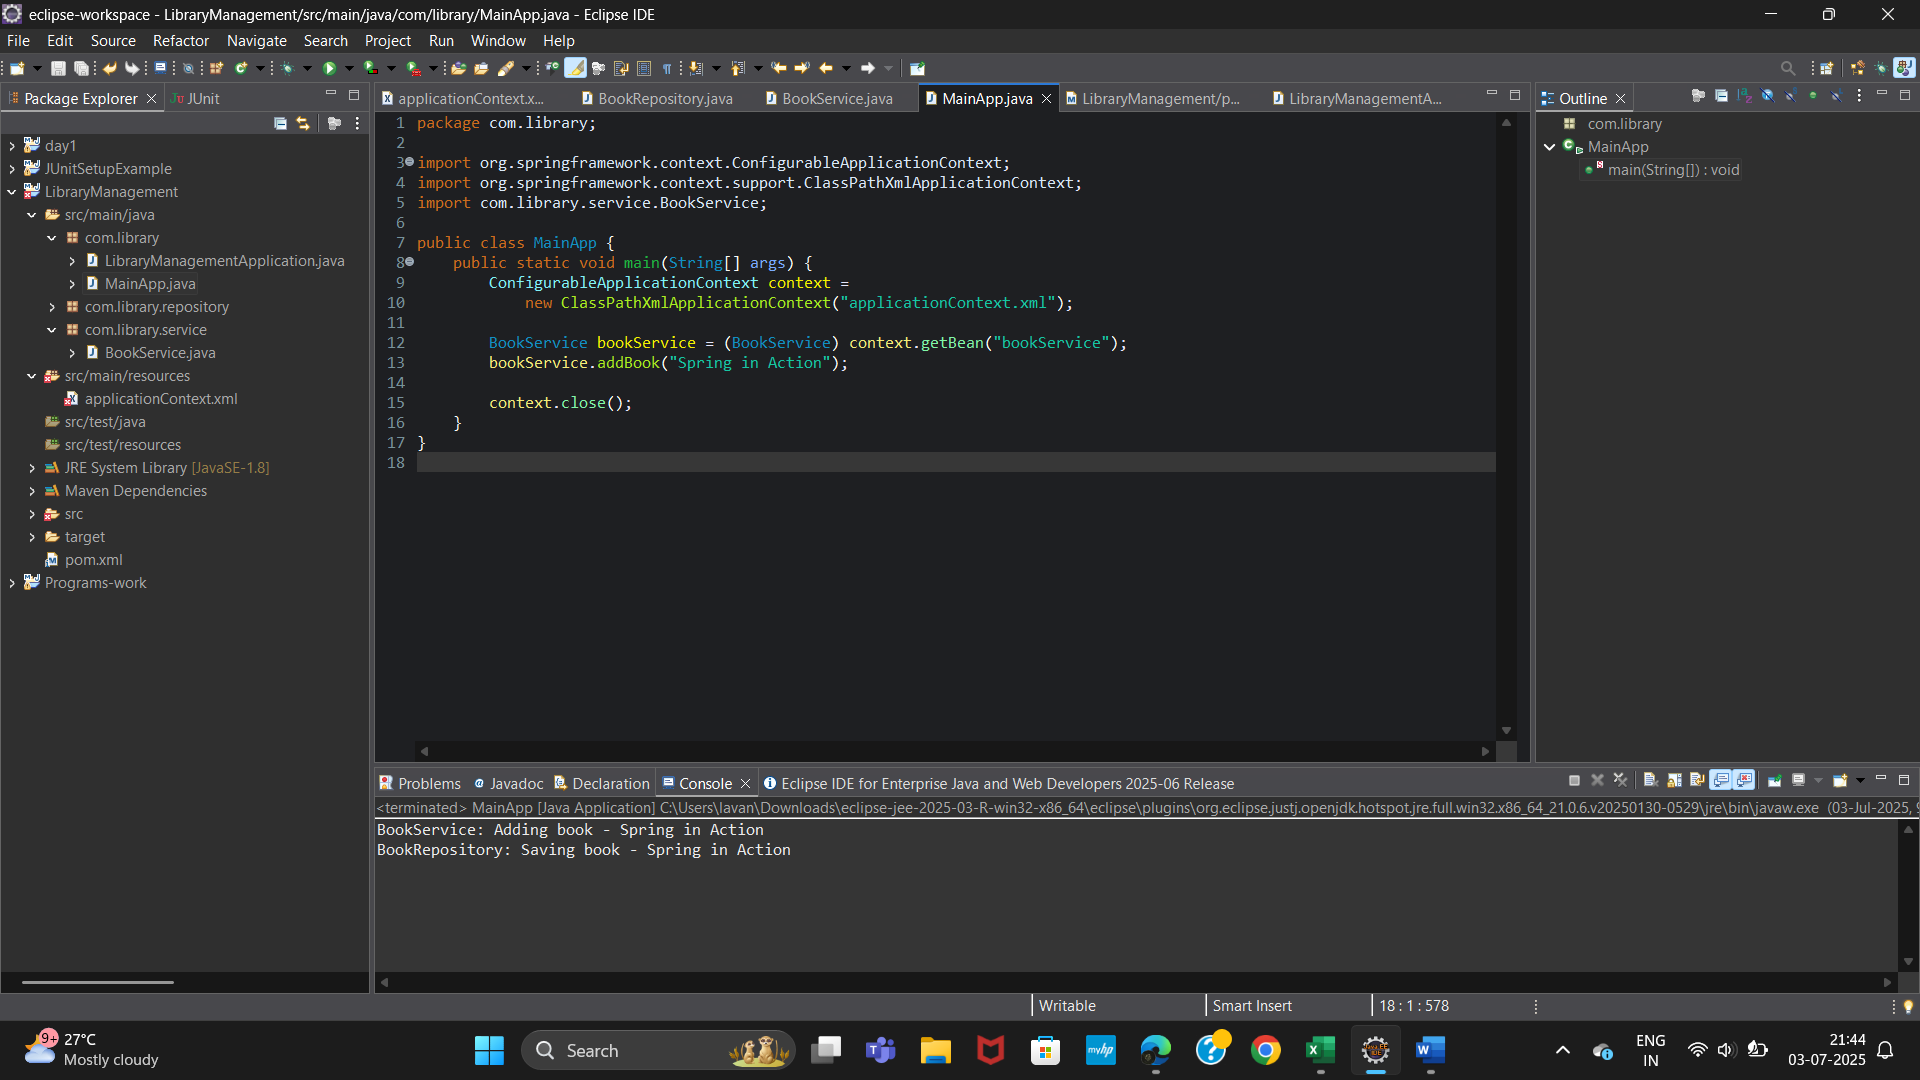 eclipse-workspace - LibraryManagement/src/main/java/com/library/MainApp.java - Eclipse IDE
File Edit Source Refactor Navigate Search Project Run Window Help
Package Explorer
JUnit
day1
JUnitSetupExample
LibraryManagement
src/main/java
com.library
LibraryManagementApplication.java
MainApp.java
com.library.repository
com.library.service
BookService.java
src/main/resources
applicationContext.xml
src/test/java
src/test/resources
JRE System Library [JavaSE-1.8]
Maven Dependencies
src
target
pom.xml
Programs-work
applicationContext.x... BookRepository.java BookService.java MainApp.java LibraryManagement/p... LibraryManagementA...
1 package com.library;
2
3 import org.springframework.context.ConfigurableApplicationContext;
4 import org.springframework.context.support.ClassPathXmlApplicationContext;
5 import com.library.service.BookService;
6
7 public class MainApp {
8 public static void main(String[] args) {
9 ConfigurableApplicationContext context =
10 new ClassPathXmlApplicationContext("applicationContext.xml");
11
12 BookService bookService = (BookService) context.getBean("bookService");
13 bookService.addBook("Spring in Action");
14
15 context.close();
16 }
17 }
18
Outline
com.library
MainApp
main(String[]) : void
Problems Javadoc Declaration Console Eclipse IDE for Enterprise Java and Web Developers 2025-06 Release
<terminated> MainApp [Java Application] C:\Users\lavan\Downloads\eclipse-jee-2025-03-R-win32-x86_64\eclipse\plugins\org.eclipse.justj.openjdk.hotspot.jre.full.win32.x86_64_21.0.6.v20250130-0529\jre\bin\javaw.exe (03-Jul-2025,
BookService: Adding book - Spring in Action
BookRepository: Saving book - Spring in Action
Writable Smart Insert 18 : 1 : 578
9+
27°C
Mostly cloudy
Search
myhp
ENG
IN
21:44
03-07-2025